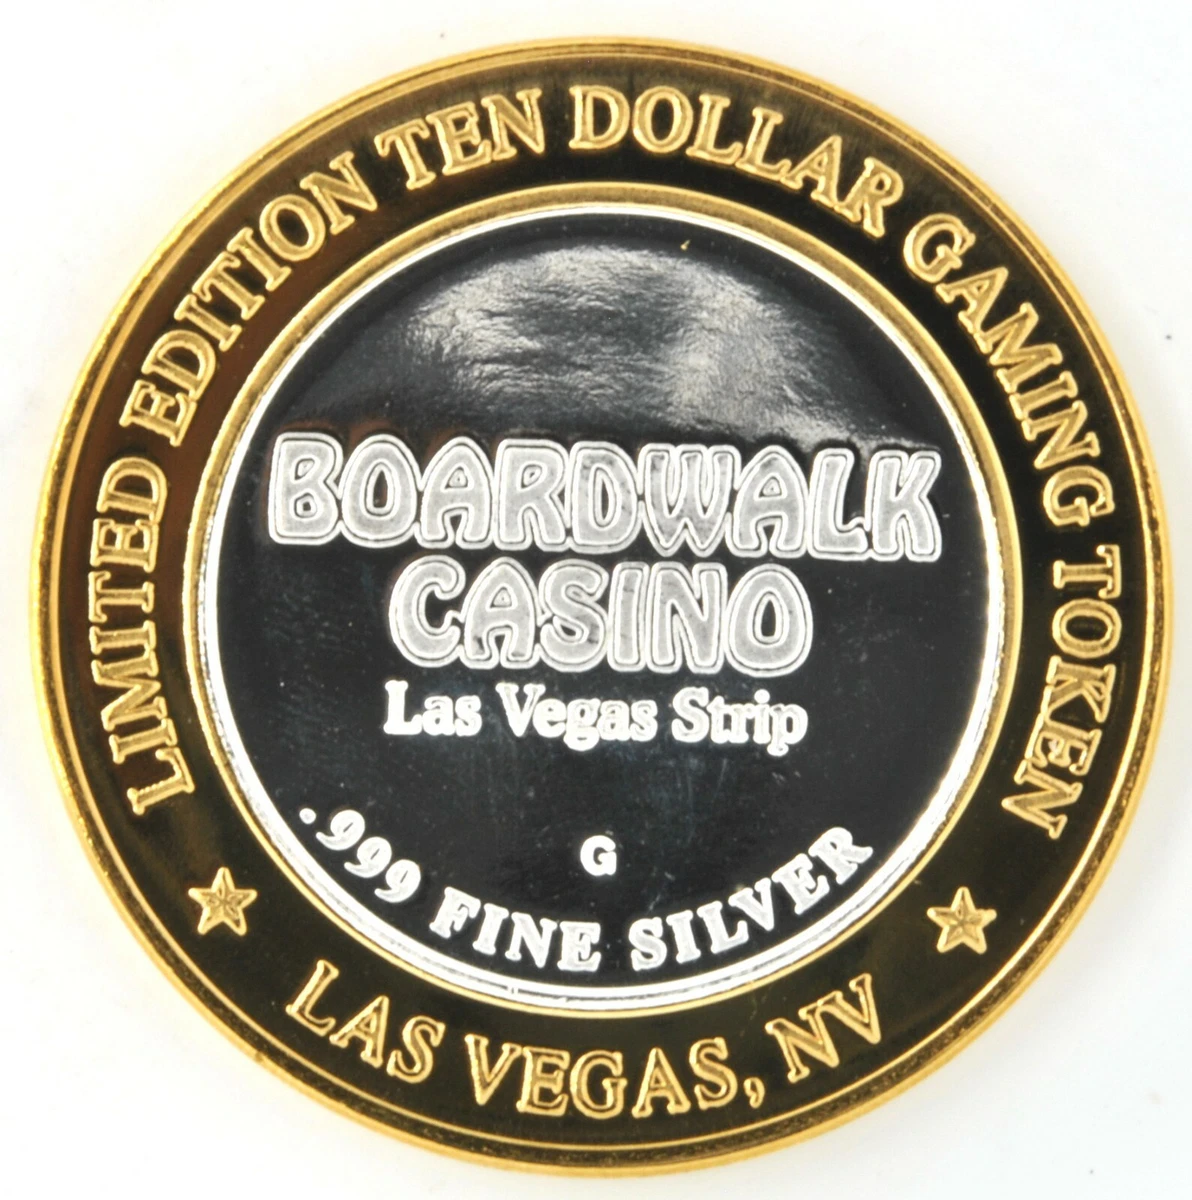 LIMITED EDITION TEN DOLLAR GAMING TOKEN
BOARDWALK
CASINO
Las Vegas Strip
G
.999 FINE SILVER
LAS VEGAS, NV